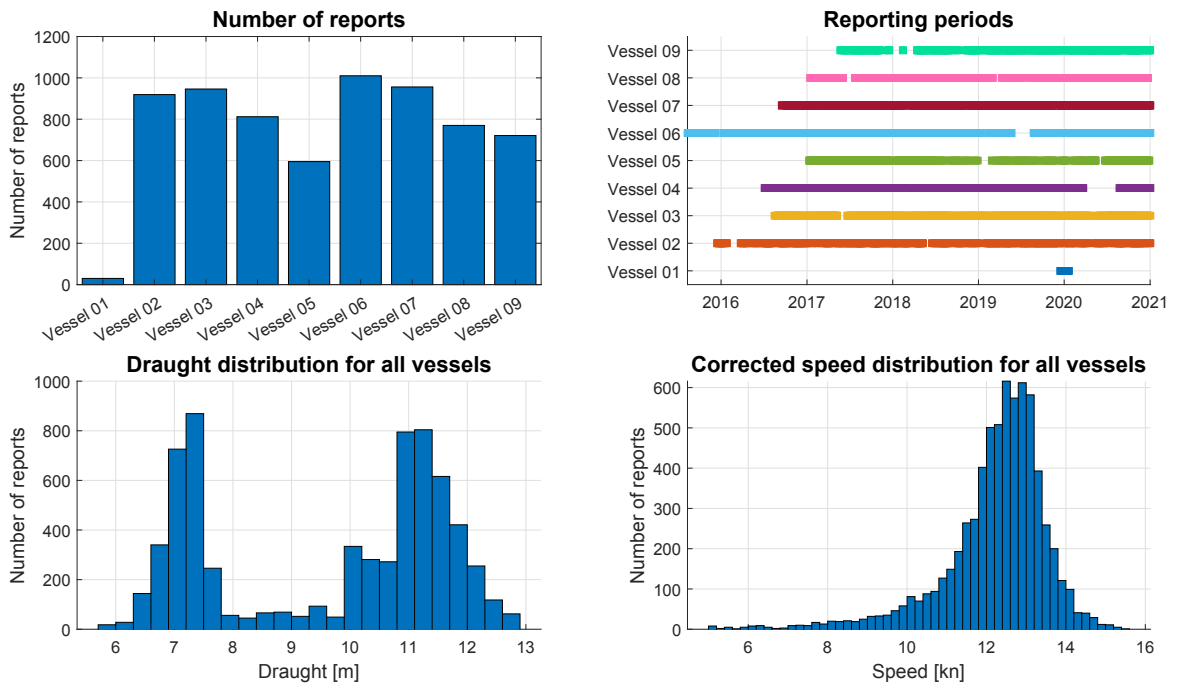 Number of reports
Number of reports
1200
1000
800
600
400
200
0
Vessel 01
Vessel 02
Vessel 03
Vessel 04
Vessel 05
Vessel 06
Vessel 07
Vessel 08
Vessel 09
Reporting periods
Vessel 09
Vessel 08
Vessel 07
Vessel 06
Vessel 05
Vessel 04
Vessel 03
Vessel 02
Vessel 01
2016 2017 2018 2019 2020 2021
Draught distribution for all vessels
Number of reports
1000
800
600
400
200
0
6 7 8 9 10 11 12 13
Draught [m]
Corrected speed distribution for all vessels
Number of reports
600
500
400
300
200
100
0
6 8 10 12 14 16
Speed [kn]